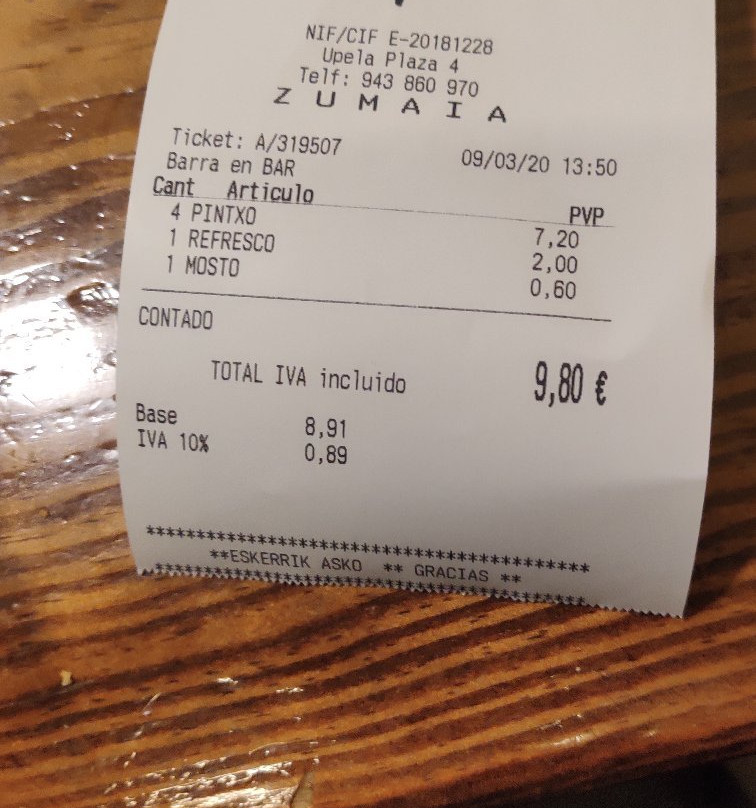 NIF/CIF E-20181228
Upela Plaza 4
Telf: 943 860 970
Z U M A I A
Ticket: A/319507 09/03/20 13:50
Barra en BAR
Cant Articulo PVP
4 PINTXO 7,20
1 REFRESCO 2,00
1 MOSTO 0,60
CONTADO
TOTAL IVA incluido 9,80 €
Base 8,91
IVA 10% 0,89
****************************************
**ESKERRIK ASKO ** GRACIAS **
****************************************